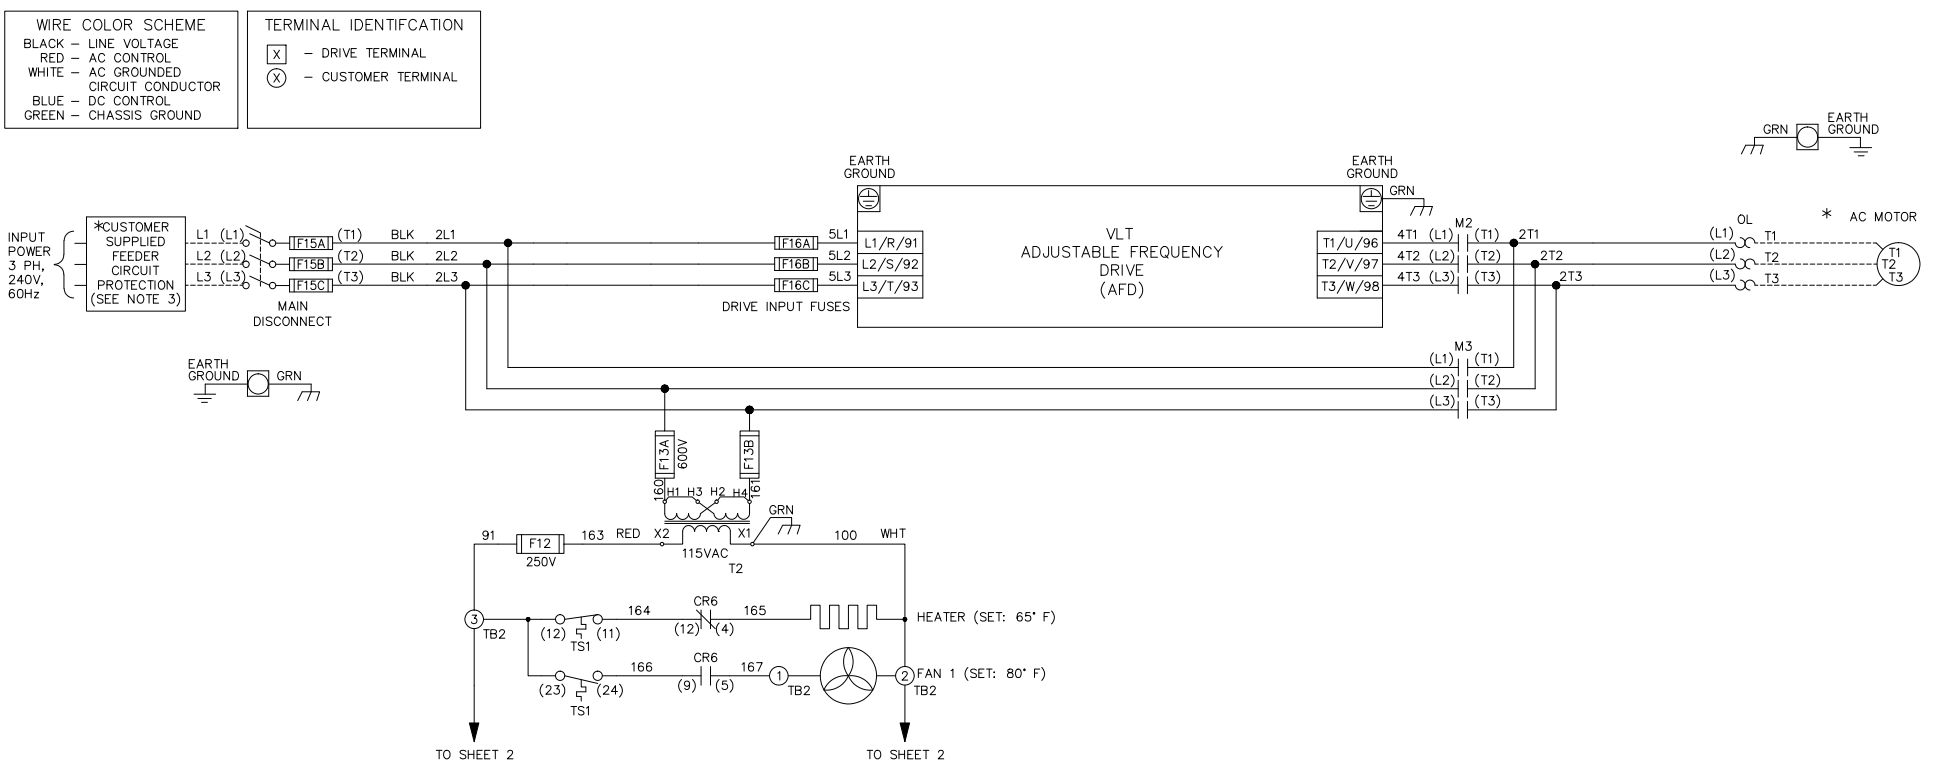 WIRE COLOR SCHEME
BLACK – LINE VOLTAGE
RED – AC CONTROL
WHITE – AC GROUNDED
CIRCUIT CONDUCTOR
BLUE – DC CONTROL
GREEN – CHASSIS GROUND
TERMINAL IDENTIFCATION
X – DRIVE TERMINAL
X – CUSTOMER TERMINAL
GRN
EARTH
GROUND
EARTH
GROUND
EARTH
GROUND
GRN
INPUT
POWER
3 PH,
240V,
60Hz
*CUSTOMER
SUPPLIED
FEEDER
CIRCUIT
PROTECTION
(SEE NOTE 3)
L1 (L1) F15A (T1) BLK 2L1 F16A 5L1 L1/R/91
L2 (L2) F15B (T2) BLK 2L2 F16B 5L2 L2/S/92
L3 (L3) F15C (T3) BLK 2L3 F16C 5L3 L3/T/93
MAIN
DISCONNECT
DRIVE INPUT FUSES
VLT
ADJUSTABLE FREQUENCY
DRIVE
(AFD)
M2
T1/U/96 4T1 (L1) (T1) 2T1
T2/V/97 4T2 (L2) (T2) 2T2
T3/W/98 4T3 (L3) (T3) 2T3
OL
(L1) T1
(L2) T2
(L3) T3
* AC MOTOR
T1
T2
T3
M3
(L1) (T1)
(L2) (T2)
(L3) (T3)
EARTH
GROUND
GRN
F13A
600V
F13B
160
161
H1 H3 H2 H4
GRN
91 F12 163 RED X2 X1 100 WHT
250V
115VAC
T2
3
TB2
(12) (11)
TS1
164
CR6
(12) (4)
165
HEATER (SET: 65° F)
(23) (24)
TS1
166
CR6
(9) (5)
167
1
TB2
2
TB2
FAN 1 (SET: 80° F)
TO SHEET 2
TO SHEET 2